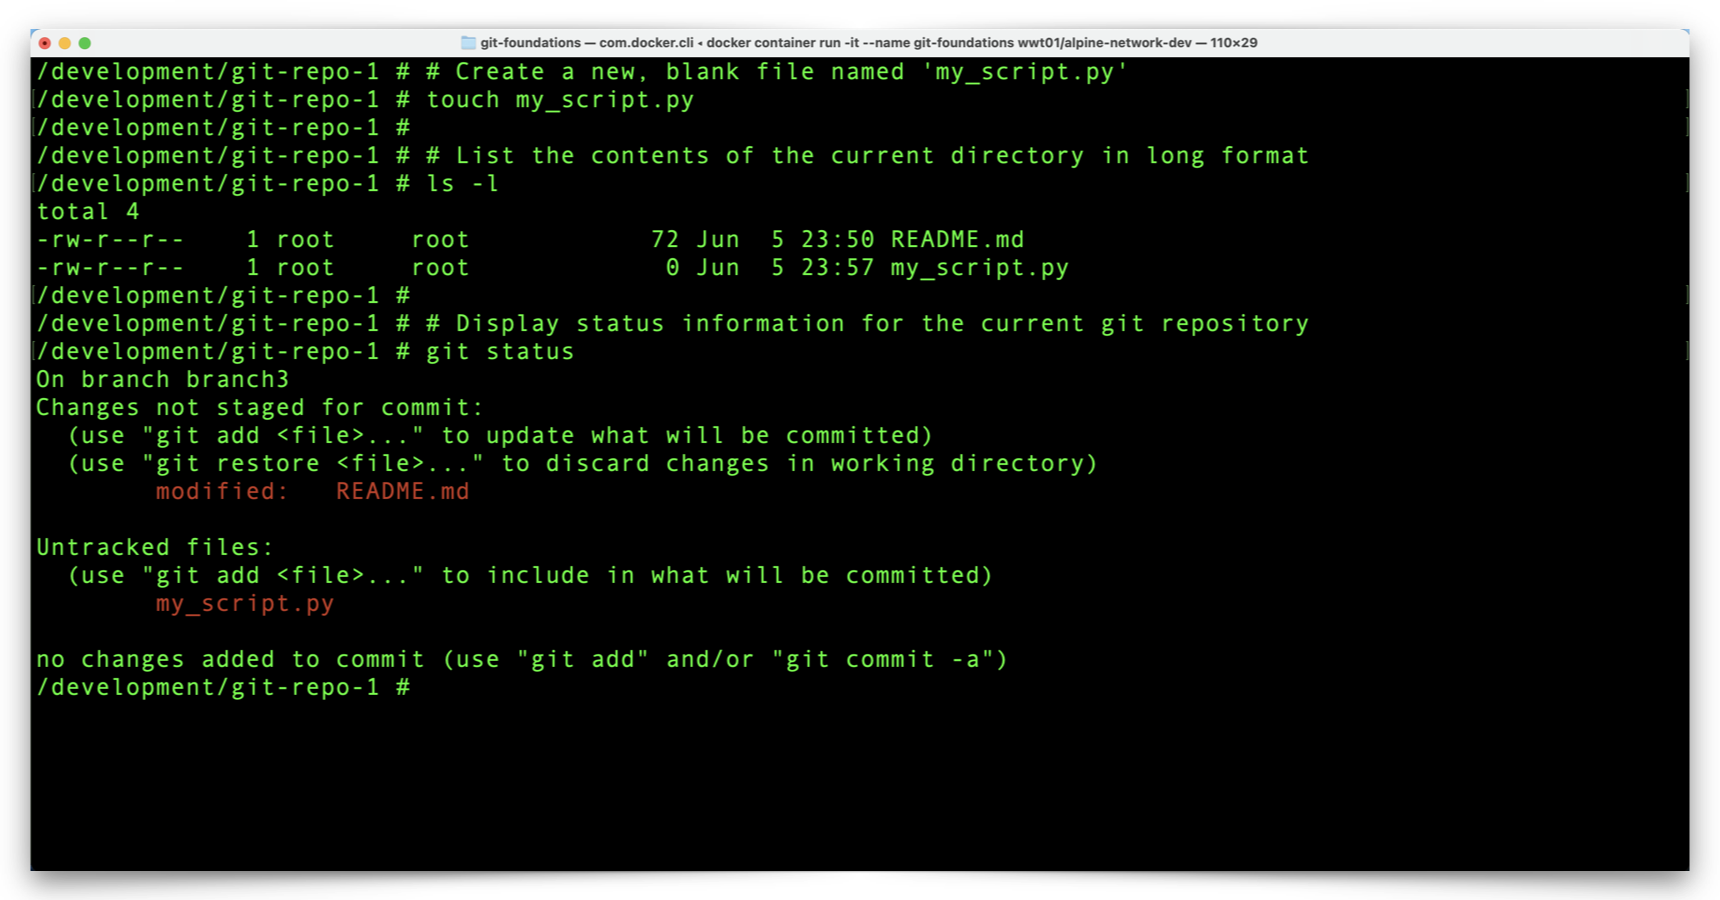 git-foundations — com.docker.cli ◂ docker container run -it --name git-foundations wwt01/alpine-network-dev — 110×29
/development/git-repo-1 # # Create a new, blank file named 'my_script.py'
/development/git-repo-1 # touch my_script.py
/development/git-repo-1 #
/development/git-repo-1 # # List the contents of the current directory in long format
/development/git-repo-1 # ls -l
total 4
-rw-r--r--    1 root     root            72 Jun  5 23:50 README.md
-rw-r--r--    1 root     root             0 Jun  5 23:57 my_script.py
/development/git-repo-1 #
/development/git-repo-1 # # Display status information for the current git repository
/development/git-repo-1 # git status
On branch branch3
Changes not staged for commit:
  (use "git add <file>..." to update what will be committed)
  (use "git restore <file>..." to discard changes in working directory)
        modified:   README.md

Untracked files:
  (use "git add <file>..." to include in what will be committed)
        my_script.py

no changes added to commit (use "git add" and/or "git commit -a")
/development/git-repo-1 #